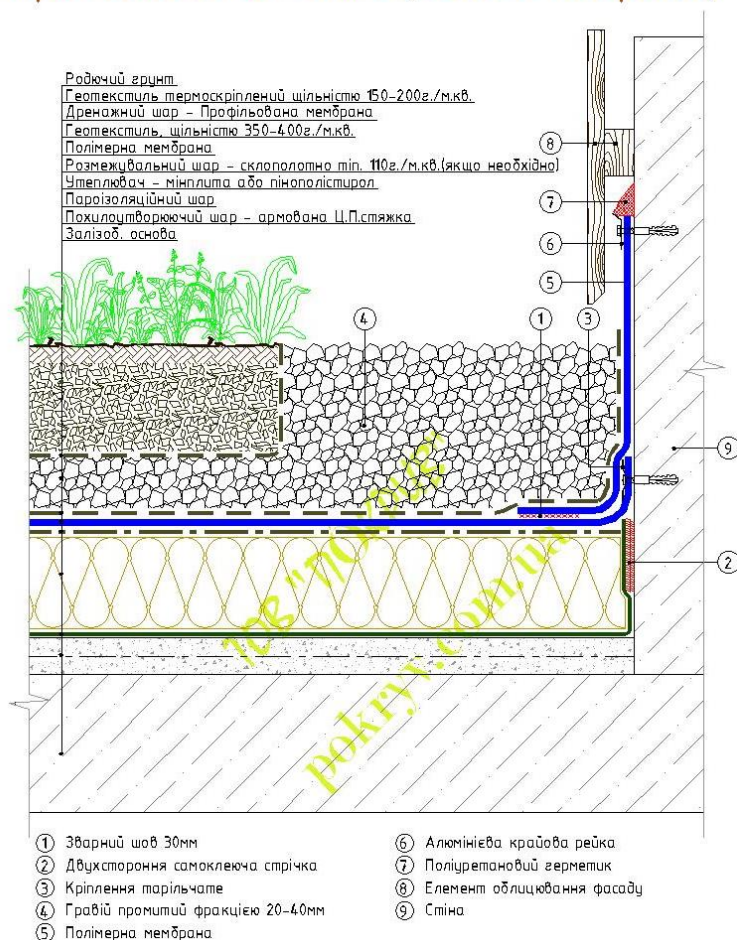 Родючий грунт
Геотекстиль термоскріплений щільністю 150-200г./м.кв.
Дренажний шар - Профільована мембрана
Геотекстиль, щільністю 350-400г./м.кв.
Полімерна мембрана
Розмежувальний шар - склополотно min. 110г./м.кв.(якщо необхідно)
Утеплювач - мінплита або пінополістирол
Пароізоляційний шар
Похилоутворюючий шар - армована Ц.П.стяжка
Залізоб. основа
8
7
6
5
4
1
3
9
2
ТОВ "ПОКРУВ"
pokryv.com.ua
1 Зварний шов 30мм
2 Двухстороння самоклеюча стрічка
3 Кріплення тарільчате
4 Гравій промитий фракцією 20-40мм
5 Полімерна мембрана
6 Алюмінієва крайова рейка
7 Поліуретановий герметик
8 Елемент облицювання фасаду
9 Стіна